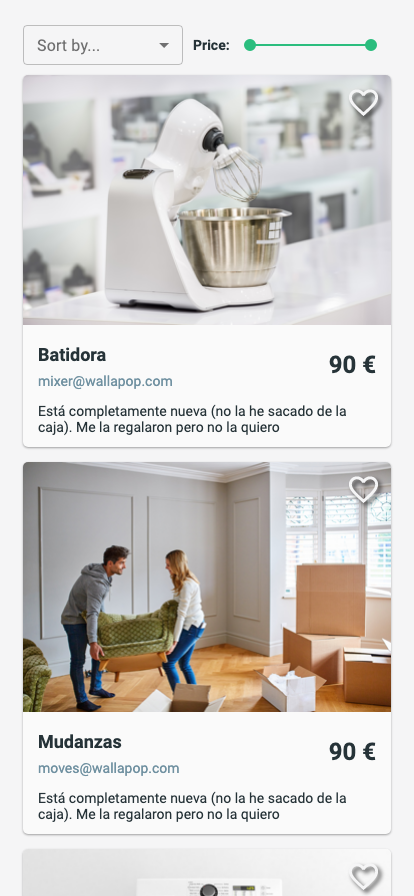 Sort by...
Price:
Batidora
90 €
mixer@wallapop.com
Está completamente nueva (no la he sacado de la
caja). Me la regalaron pero no la quiero
Mudanzas
90 €
moves@wallapop.com
Está completamente nueva (no la he sacado de la
caja). Me la regalaron pero no la quiero